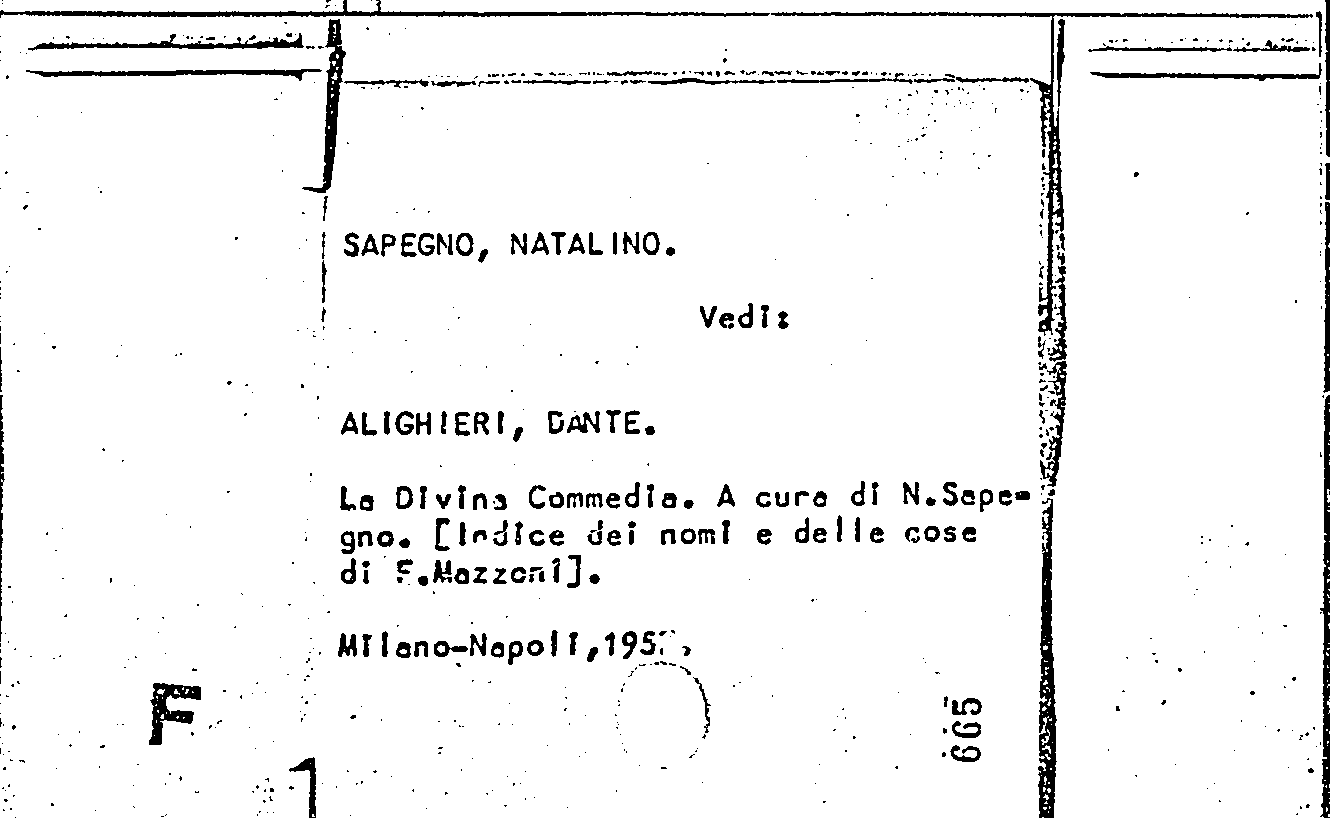 SAPEGNO, NATALINO.
Vedi:
ALIGHIERI, DANTE.
La Divina Commedia. A cura di N.Sape-
gno. [Indice dei nomi e delle cose
di F.Mazzoni].
Milano-Napoli,
F
665